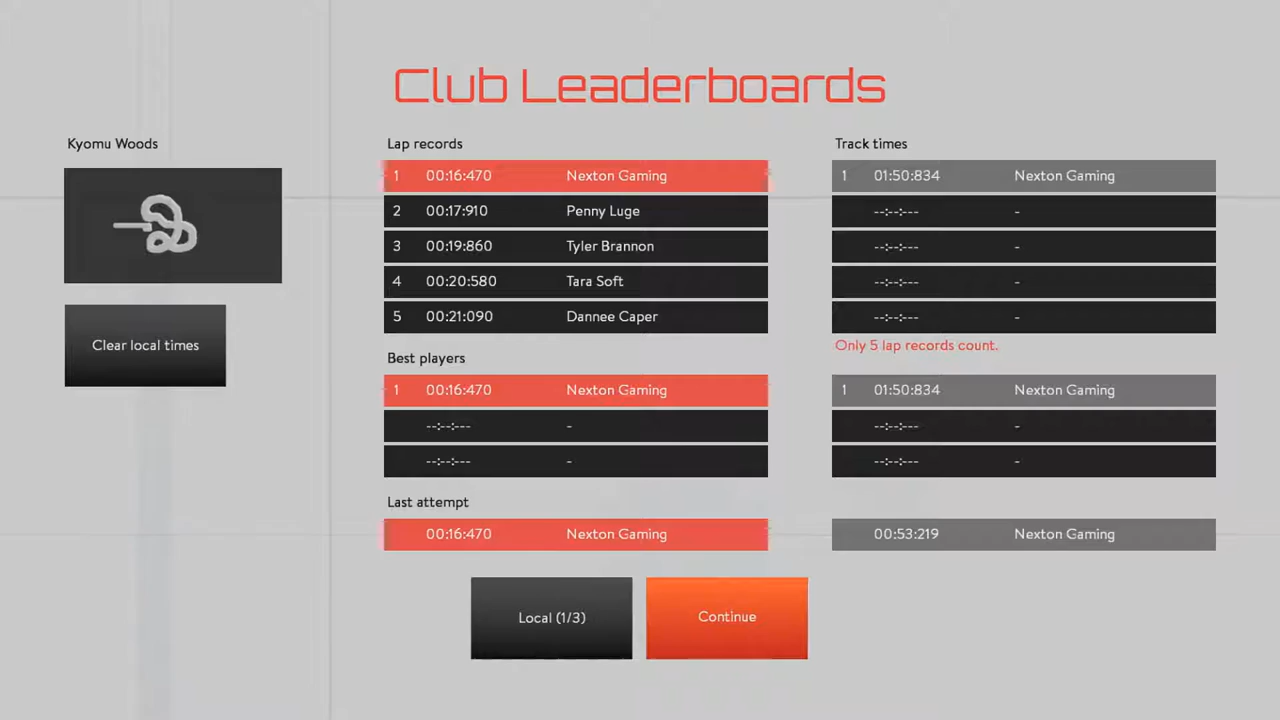 Club Leaderboards
Kyomu Woods
Clear local times
Lap records
1 00:16:470 Nexton Gaming
2 00:17:910 Penny Luge
3 00:19:860 Tyler Brannon
4 00:20:580 Tara Soft
5 00:21:090 Dannee Caper
Track times
1 01:50:834 Nexton Gaming
--:--:--- -
--:--:--- -
--:--:--- -
--:--:--- -
Only 5 lap records count.
Best players
1 00:16:470 Nexton Gaming
--:--:--- -
--:--:--- -
1 01:50:834 Nexton Gaming
--:--:--- -
--:--:--- -
Last attempt
00:16:470 Nexton Gaming
00:53:219 Nexton Gaming
Local (1/3)
Continue